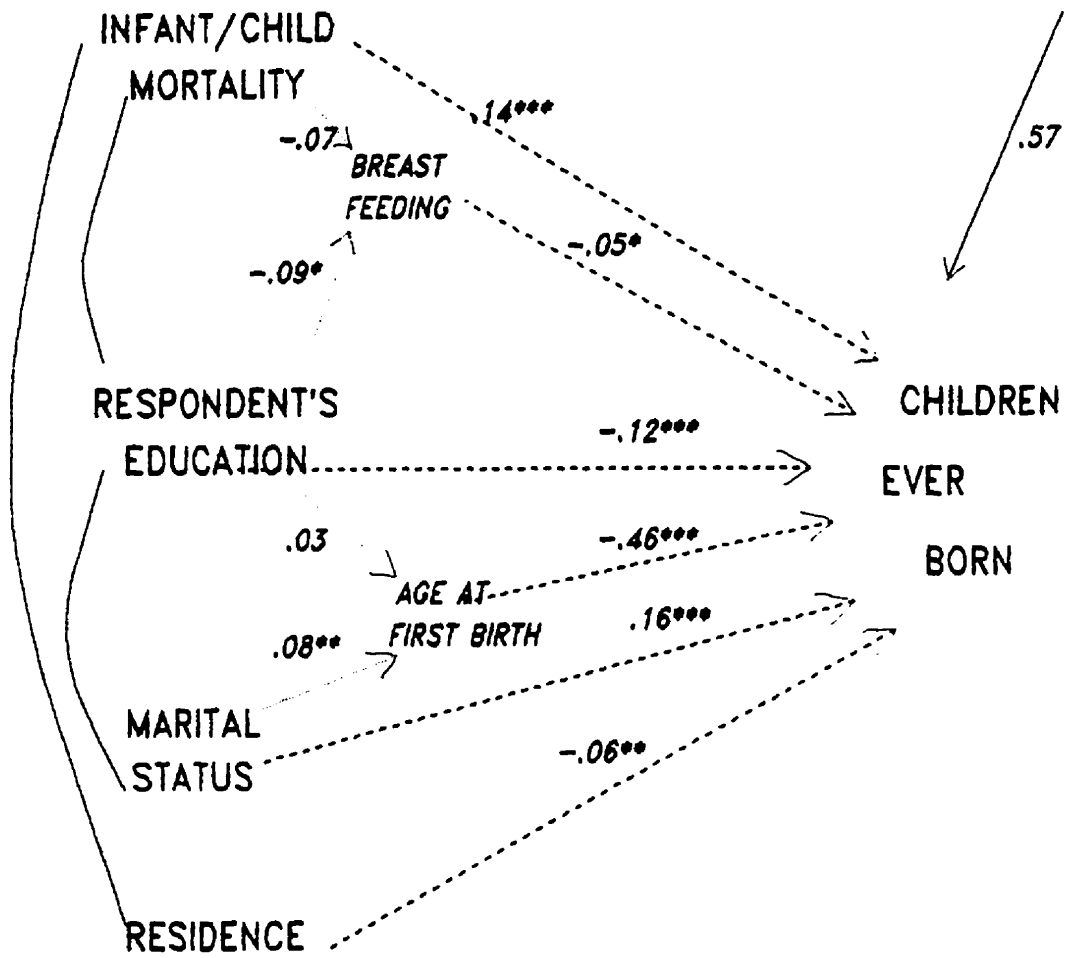 INFANT/CHILD
MORTALITY
.14***
.57
-.07
BREAST
FEEDING
-.05*
-.09*
RESPONDENT'S
EDUCATION
-.12***
CHILDREN
EVER
BORN
.03
-.46***
AGE AT
FIRST BIRTH
.16***
.08**
MARITAL
STATUS
-.06**
RESIDENCE